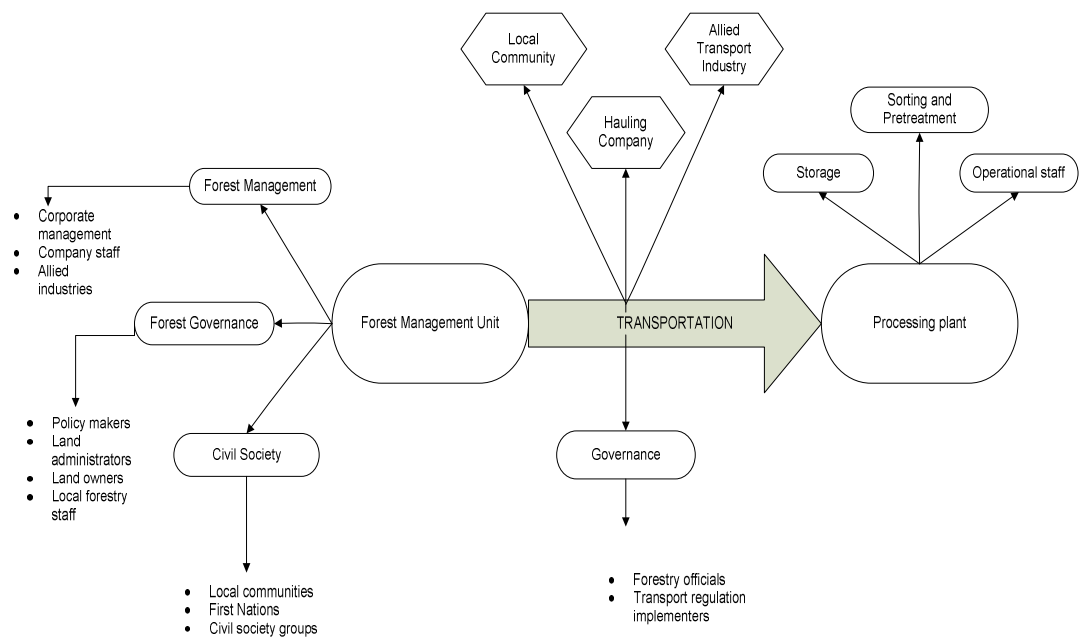 Local
Community
Allied
Transport
Industry
Hauling
Company
Sorting and
Pretreatment
Storage
Operational staff
Forest Management
• Corporate
management
• Company staff
• Allied
industries
Forest Governance
Forest Management Unit
TRANSPORTATION
Processing plant
• Policy makers
• Land
administrators
• Land owners
• Local forestry
staff
Civil Society
Governance
• Local communities
• First Nations
• Civil society groups
• Forestry officials
• Transport regulation
implementers